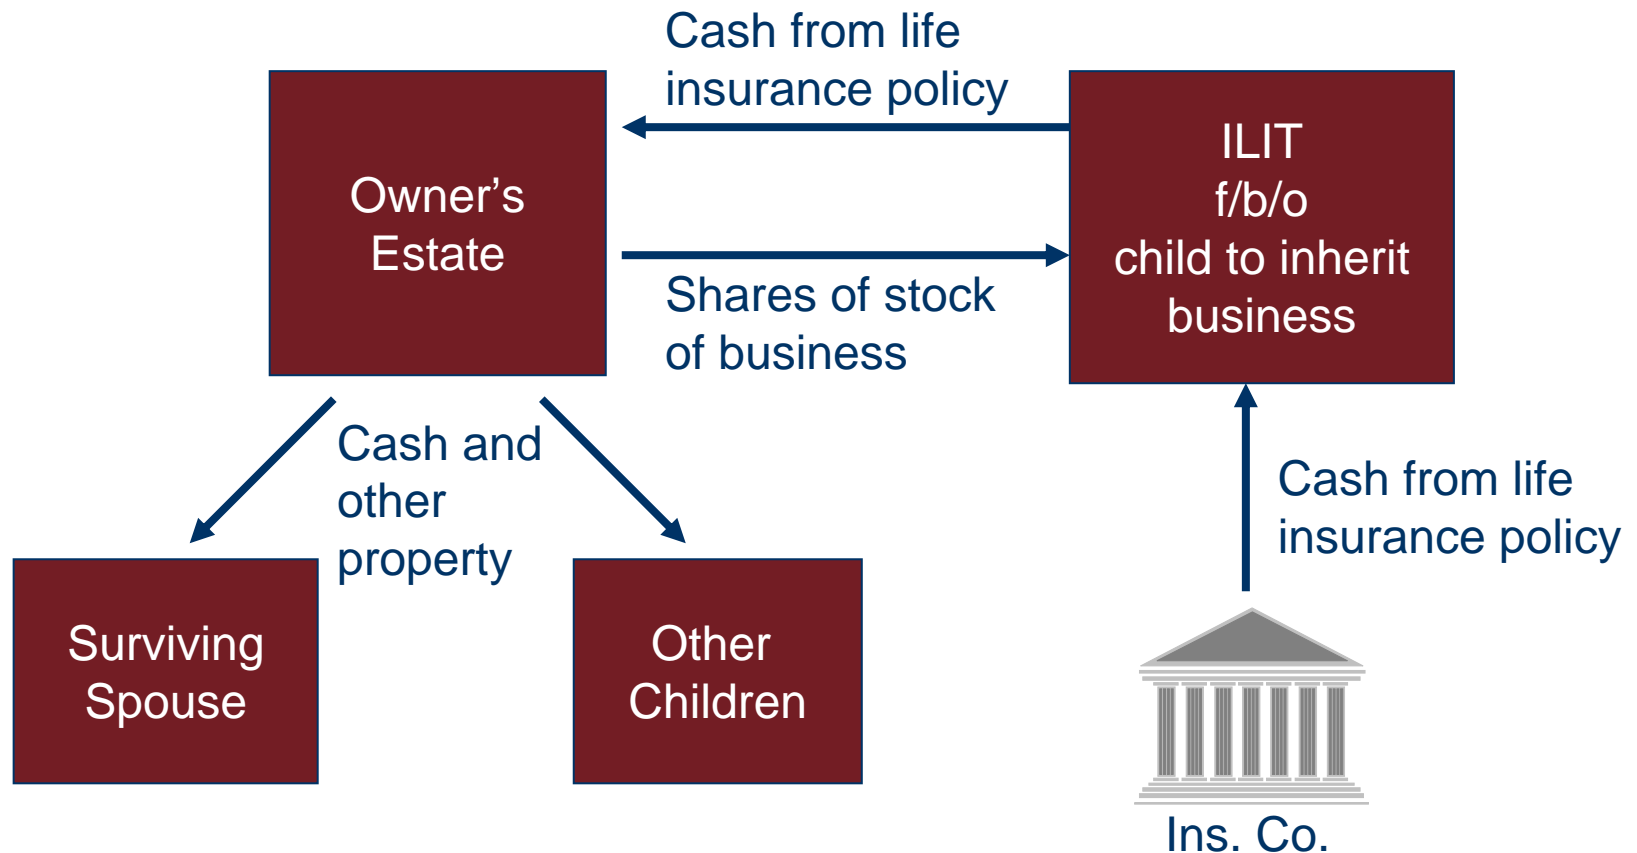 Cash from life
insurance policy
Owner’s
Estate
ILIT
f/b/o
child to inherit
business
Shares of stock
of business
Cash and
other
property
Cash from life
insurance policy
Surviving
Spouse
Other
Children
Ins. Co.